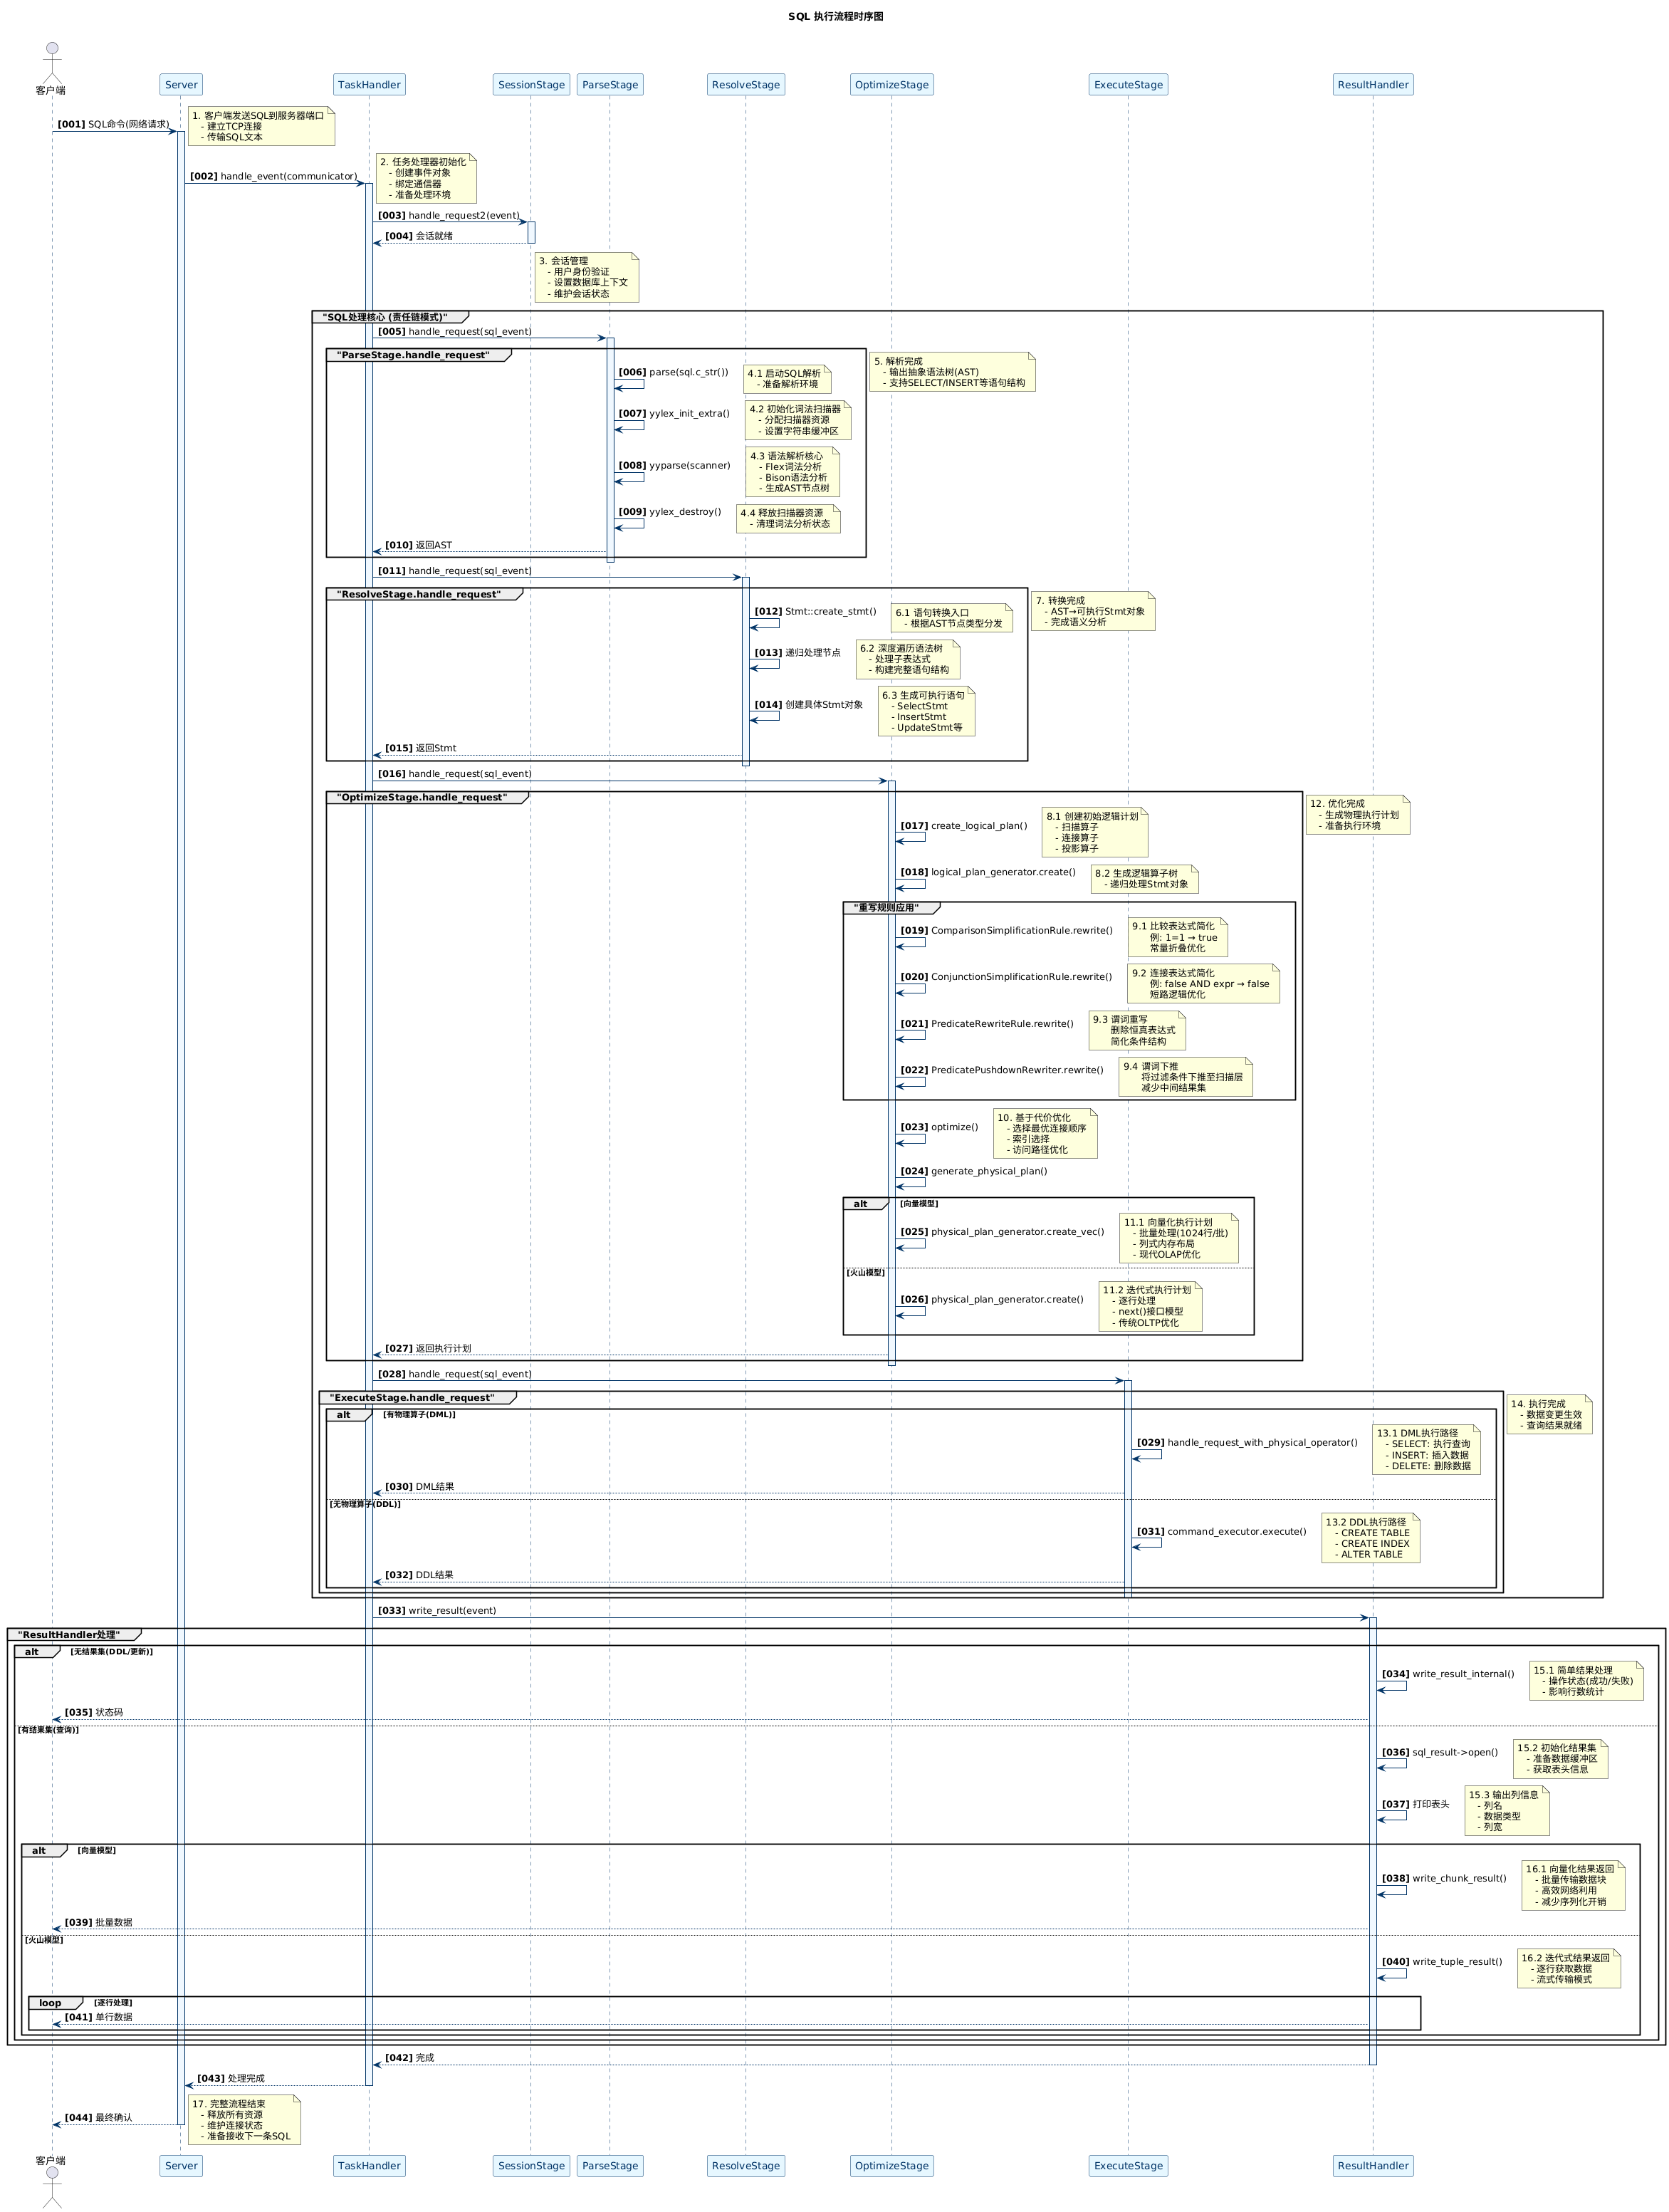 SQL 执行流程时序图
客户端
Server
TaskHandler
SessionStage
ParseStage
ResolveStage
OptimizeStage
ExecuteStage
ResultHandler
[001] SQL命令(网络请求)
1. 客户端发送SQL到服务器端口
- 建立TCP连接
- 传输SQL文本
[002] handle_event(communicator)
2. 任务处理器初始化
- 创建事件对象
- 绑定通信器
- 准备处理环境
[003] handle_request2(event)
[004] 会话就绪
3. 会话管理
- 用户身份验证
- 设置数据库上下文
- 维护会话状态
"SQL处理核心 (责任链模式)"
[005] handle_request(sql_event)
"ParseStage.handle_request"
5. 解析完成
- 输出抽象语法树(AST)
- 支持SELECT/INSERT等语句结构
[006] parse(sql.c_str())
4.1 启动SQL解析
- 准备解析环境
[007] yylex_init_extra()
4.2 初始化词法扫描器
- 分配扫描器资源
- 设置字符串缓冲区
[008] yyparse(scanner)
4.3 语法解析核心
- Flex词法分析
- Bison语法分析
- 生成AST节点树
[009] yylex_destroy()
4.4 释放扫描器资源
- 清理词法分析状态
[010] 返回AST
[011] handle_request(sql_event)
"ResolveStage.handle_request"
7. 转换完成
- AST→可执行Stmt对象
- 完成语义分析
[012] Stmt::create_stmt()
6.1 语句转换入口
- 根据AST节点类型分发
[013] 递归处理节点
6.2 深度遍历语法树
- 处理子表达式
- 构建完整语句结构
[014] 创建具体Stmt对象
6.3 生成可执行语句
- SelectStmt
- InsertStmt
- UpdateStmt等
[015] 返回Stmt
[016] handle_request(sql_event)
"OptimizeStage.handle_request"
12. 优化完成
- 生成物理执行计划
- 准备执行环境
[017] create_logical_plan()
8.1 创建初始逻辑计划
- 扫描算子
- 连接算子
- 投影算子
[018] logical_plan_generator.create()
8.2 生成逻辑算子树
- 递归处理Stmt对象
"重写规则应用"
[019] ComparisonSimplificationRule.rewrite()
9.1 比较表达式简化
例: 1=1 → true
常量折叠优化
[020] ConjunctionSimplificationRule.rewrite()
9.2 连接表达式简化
例: false AND expr → false
短路逻辑优化
[021] PredicateRewriteRule.rewrite()
9.3 谓词重写
删除恒真表达式
简化条件结构
[022] PredicatePushdownRewriter.rewrite()
9.4 谓词下推
将过滤条件下推至扫描层
减少中间结果集
[023] optimize()
10. 基于代价优化
- 选择最优连接顺序
- 索引选择
- 访问路径优化
[024] generate_physical_plan()
alt [向量模型]
[025] physical_plan_generator.create_vec()
11.1 向量化执行计划
- 批量处理(1024行/批)
- 列式内存布局
- 现代OLAP优化
[火山模型]
[026] physical_plan_generator.create()
11.2 迭代式执行计划
- 逐行处理
- next()接口模型
- 传统OLTP优化
[027] 返回执行计划
[028] handle_request(sql_event)
"ExecuteStage.handle_request"
14. 执行完成
- 数据变更生效
- 查询结果就绪
alt [有物理算子(DML)]
[029] handle_request_with_physical_operator()
13.1 DML执行路径
- SELECT: 执行查询
- INSERT: 插入数据
- DELETE: 删除数据
[030] DML结果
[无物理算子(DDL)]
[031] command_executor.execute()
13.2 DDL执行路径
- CREATE TABLE
- CREATE INDEX
- ALTER TABLE
[032] DDL结果
[033] write_result(event)
"ResultHandler处理"
alt [无结果集(DDL/更新)]
[034] write_result_internal()
15.1 简单结果处理
- 操作状态(成功/失败)
- 影响行数统计
[035] 状态码
[有结果集(查询)]
[036] sql_result->open()
15.2 初始化结果集
- 准备数据缓冲区
- 获取表头信息
[037] 打印表头
15.3 输出列信息
- 列名
- 数据类型
- 列宽
alt [向量模型]
[038] write_chunk_result()
16.1 向量化结果返回
- 批量传输数据块
- 高效网络利用
- 减少序列化开销
[039] 批量数据
[火山模型]
[040] write_tuple_result()
16.2 迭代式结果返回
- 逐行获取数据
- 流式传输模式
loop [逐行处理]
[041] 单行数据
[042] 完成
[043] 处理完成
[044] 最终确认
17. 完整流程结束
- 释放所有资源
- 维护连接状态
- 准备接收下一条SQL
客户端
Server
TaskHandler
SessionStage
ParseStage
ResolveStage
OptimizeStage
ExecuteStage
ResultHandler